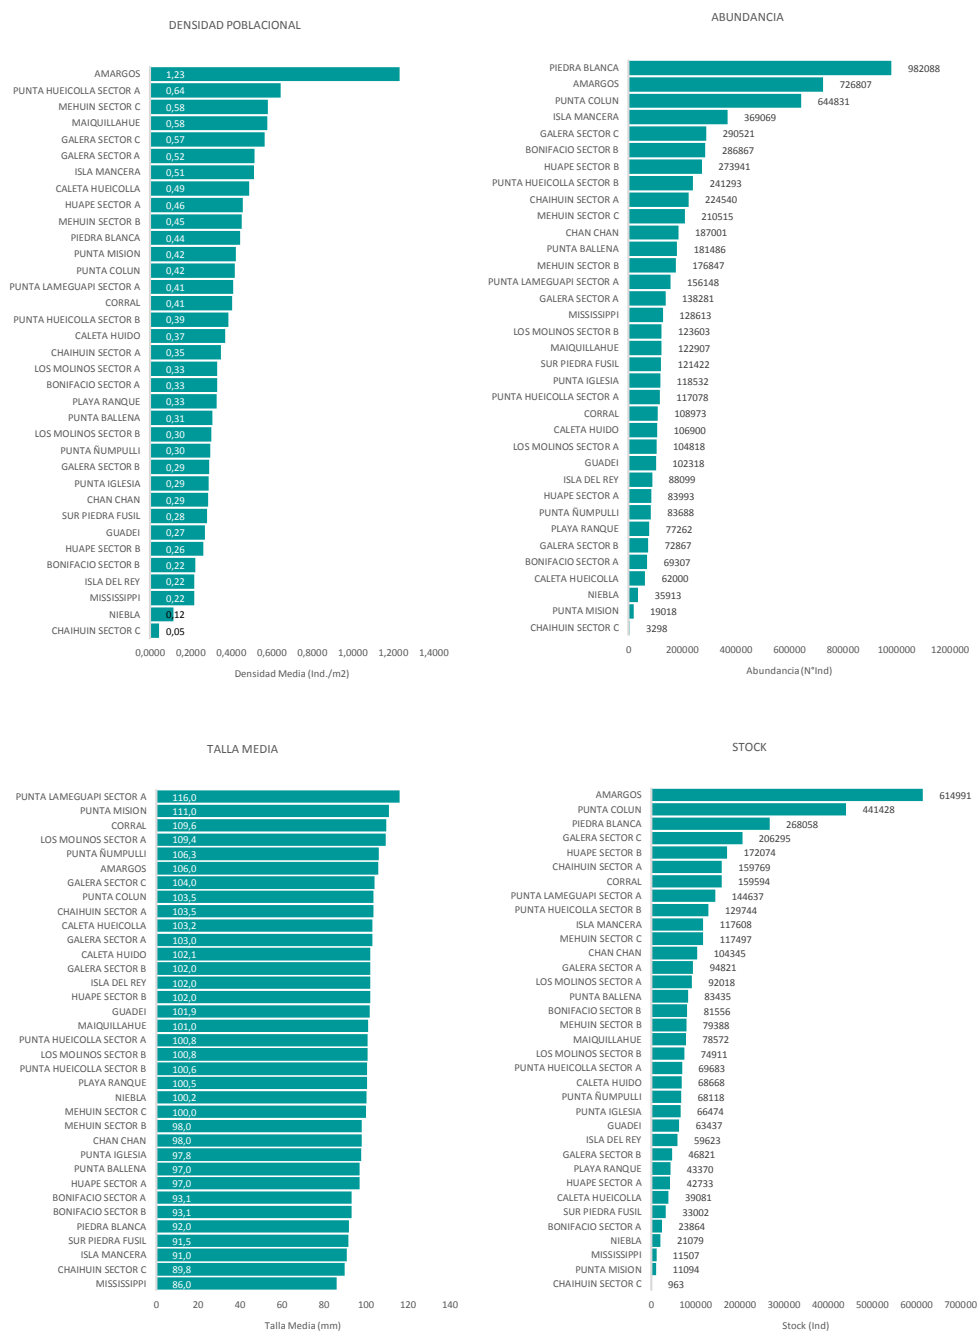 DENSIDAD POBLACIONAL
AMARGOS 1,23
PUNTA HUEICOLLA SECTOR A 0,64
MEHUIN SECTOR C 0,58
MAIQUILLAHUE 0,58
GALERA SECTOR C 0,57
GALERA SECTOR A 0,52
ISLA MANCERA 0,51
CALETA HUEICOLLA 0,49
HUAPE SECTOR A 0,46
MEHUIN SECTOR B 0,45
PIEDRA BLANCA 0,44
PUNTA MISION 0,42
PUNTA COLUN 0,42
PUNTA LAMEGUAPI SECTOR A 0,41
CORRAL 0,41
PUNTA HUEICOLLA SECTOR B 0,39
CALETA HUIDO 0,37
CHAIHUIN SECTOR A 0,35
LOS MOLINOS SECTOR A 0,33
BONIFACIO SECTOR A 0,33
PLAYA RANQUE 0,33
PUNTA BALLENA 0,31
LOS MOLINOS SECTOR B 0,30
PUNTA ÑUMPULLI 0,30
GALERA SECTOR B 0,29
PUNTA IGLESIA 0,29
CHAN CHAN 0,29
SUR PIEDRA FUSIL 0,28
GUADEI 0,27
HUAPE SECTOR B 0,26
BONIFACIO SECTOR B 0,22
ISLA DEL REY 0,22
MISSISSIPPI 0,22
NIEBLA 0,12
CHAIHUIN SECTOR C 0,05
0,0000 0,2000 0,4000 0,6000 0,8000 1,0000 1,2000 1,4000
Densidad Media (Ind./m2)
ABUNDANCIA
PIEDRA BLANCA 982088
AMARGOS 726807
PUNTA COLUN 644831
ISLA MANCERA 369069
GALERA SECTOR C 290521
BONIFACIO SECTOR B 286867
HUAPE SECTOR B 273941
PUNTA HUEICOLLA SECTOR B 241293
CHAIHUIN SECTOR A 224540
MEHUIN SECTOR C 210515
CHAN CHAN 187001
PUNTA BALLENA 181486
MEHUIN SECTOR B 176847
PUNTA LAMEGUAPI SECTOR A 156148
GALERA SECTOR A 138281
MISSISSIPPI 128613
LOS MOLINOS SECTOR B 123603
MAIQUILLAHUE 122907
SUR PIEDRA FUSIL 121422
PUNTA IGLESIA 118532
PUNTA HUEICOLLA SECTOR A 117078
CORRAL 108973
CALETA HUIDO 106900
LOS MOLINOS SECTOR A 104818
GUADEI 102318
ISLA DEL REY 88099
HUAPE SECTOR A 83993
PUNTA ÑUMPULLI 83688
PLAYA RANQUE 77262
GALERA SECTOR B 72867
BONIFACIO SECTOR A 69307
CALETA HUEICOLLA 62000
NIEBLA 35913
PUNTA MISION 19018
CHAIHUIN SECTOR C 3298
0 200000 400000 600000 800000 1000000 1200000
Abundancia (N°Ind)
TALLA MEDIA
PUNTA LAMEGUAPI SECTOR A 116,0
PUNTA MISION 111,0
CORRAL 109,6
LOS MOLINOS SECTOR A 109,4
PUNTA ÑUMPULLI 106,3
AMARGOS 106,0
GALERA SECTOR C 104,0
PUNTA COLUN 103,5
CHAIHUIN SECTOR A 103,5
CALETA HUEICOLLA 103,2
GALERA SECTOR A 103,0
CALETA HUIDO 102,1
GALERA SECTOR B 102,0
ISLA DEL REY 102,0
HUAPE SECTOR B 102,0
GUADEI 101,9
MAIQUILLAHUE 101,0
PUNTA HUEICOLLA SECTOR A 100,8
LOS MOLINOS SECTOR B 100,8
PUNTA HUEICOLLA SECTOR B 100,6
PLAYA RANQUE 100,5
NIEBLA 100,2
MEHUIN SECTOR C 100,0
MEHUIN SECTOR B 98,0
CHAN CHAN 98,0
PUNTA IGLESIA 97,8
PUNTA BALLENA 97,0
HUAPE SECTOR A 97,0
BONIFACIO SECTOR A 93,1
BONIFACIO SECTOR B 93,1
PIEDRA BLANCA 92,0
SUR PIEDRA FUSIL 91,5
ISLA MANCERA 91,0
CHAIHUIN SECTOR C 89,8
MISSISSIPPI 86,0
0 20 40 60 80 100 120 140
Talla Media (mm)
STOCK
AMARGOS 614991
PUNTA COLUN 441428
PIEDRA BLANCA 268058
GALERA SECTOR C 206295
HUAPE SECTOR B 172074
CHAIHUIN SECTOR A 159769
CORRAL 159594
PUNTA LAMEGUAPI SECTOR A 144637
PUNTA HUEICOLLA SECTOR B 129744
ISLA MANCERA 117608
MEHUIN SECTOR C 117497
CHAN CHAN 104345
GALERA SECTOR A 94821
LOS MOLINOS SECTOR A 92018
PUNTA BALLENA 83435
BONIFACIO SECTOR B 81556
MEHUIN SECTOR B 79388
MAIQUILLAHUE 78572
LOS MOLINOS SECTOR B 74911
PUNTA HUEICOLLA SECTOR A 69683
CALETA HUIDO 68668
PUNTA ÑUMPULLI 68118
PUNTA IGLESIA 66474
GUADEI 63437
ISLA DEL REY 59623
GALERA SECTOR B 46821
PLAYA RANQUE 43370
HUAPE SECTOR A 42733
CALETA HUEICOLLA 39081
SUR PIEDRA FUSIL 33002
BONIFACIO SECTOR A 23864
NIEBLA 21079
MISSISSIPPI 11507
PUNTA MISION 11094
CHAIHUIN SECTOR C 963
0 100000 200000 300000 400000 500000 600000 700000
Stock (Ind)